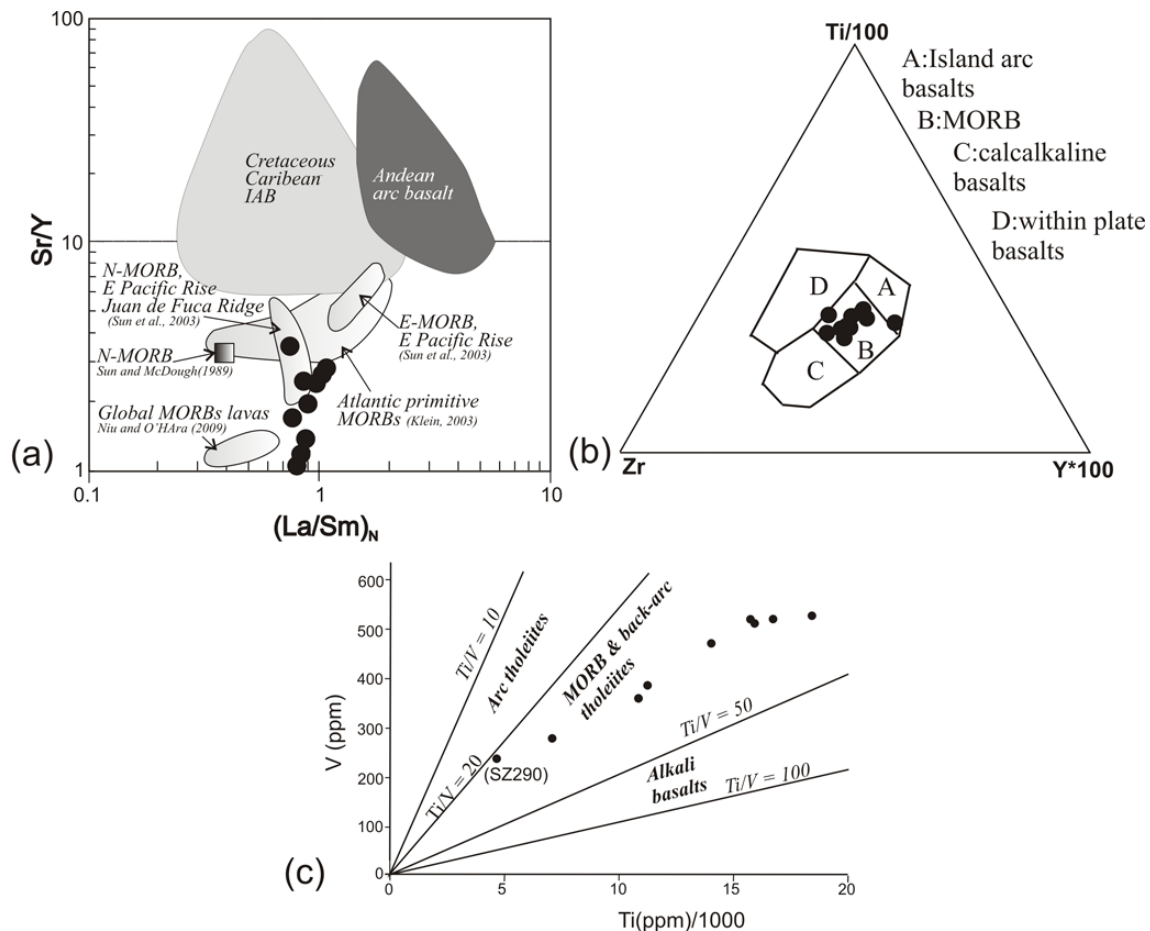 100
10
1
Sr/Y
Cretaceous
Caribean
IAB
Andean
arc basalt
N-MORB,
E Pacific Rise
Juan de Fuca Ridge
(Sun et al., 2003)
N-MORB
Sun and McDough(1989)
E-MORB,
E Pacific Rise
(Sun et al., 2003)
Atlantic primitive
MORBs (Klein, 2003)
Global MORBs lavas
Niu and O'HAra (2009)
0.1
1
10
(La/Sm)N
(a)
Ti/100
A:Island arc
basalts
B:MORB
C:calcalkaline
basalts
D:within plate
basalts
D
A
B
C
Zr
Y*100
(b)
600
500
400
300
200
100
0
V (ppm)
Ti/V = 10
Arc tholeiites
Ti/V = 20
MORB & back-arc
tholeiites
(SZ290)
Ti/V = 50
Alkali
basalts
Ti/V = 100
0
5
10
15
20
Ti(ppm)/1000
(c)